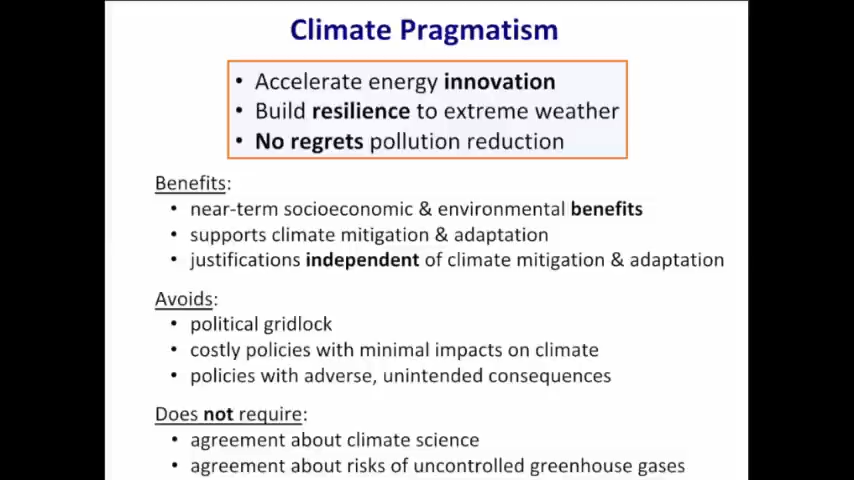 Climate Pragmatism
• Accelerate energy innovation
• Build resilience to extreme weather
• No regrets pollution reduction
Benefits:
• near-term socioeconomic & environmental benefits
• supports climate mitigation & adaptation
• justifications independent of climate mitigation & adaptation
Avoids:
• political gridlock
• costly policies with minimal impacts on climate
• policies with adverse, unintended consequences
Does not require:
• agreement about climate science
• agreement about risks of uncontrolled greenhouse gases